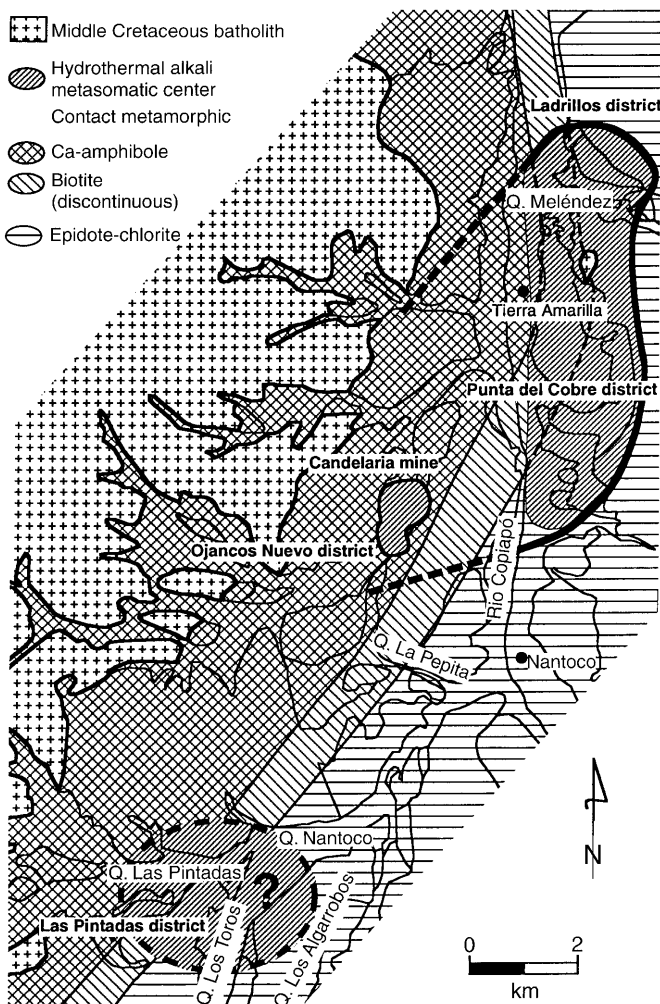 Middle Cretaceous batholith
Hydrothermal alkali
metasomatic center
Contact metamorphic
Ca-amphibole
Biotite
(discontinuous)
Epidote-chlorite
Ladrillos district
Q. Meléndez
Tierra Amarilla
Punta del Cobre district
Candelaria mine
Ojancos Nuevo district
Rio Copiapó
Q. La Pepita
Nantoco
Q. Nantoco
Q. Las Pintadas
?
Las Pintadas district
Q. Los Toros
Q. Los Algarrobos
N
0 2
km